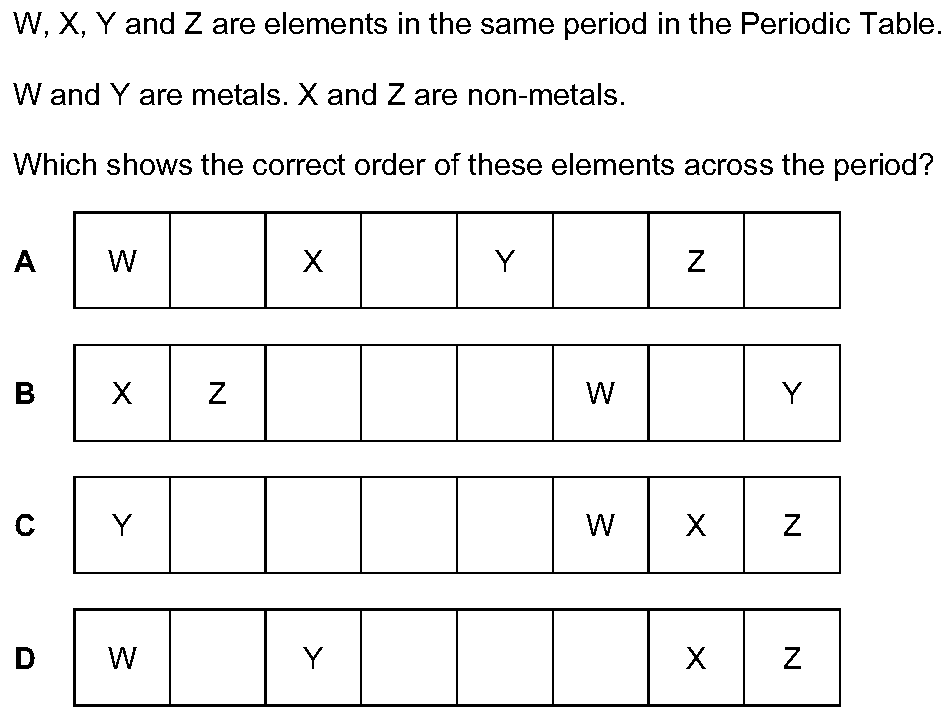 W, X, Y and Z are elements in the same period in the Periodic Table.
W and Y are metals. X and Z are non-metals.
Which shows the correct order of these elements across the period?
A W X Y Z
B X Z W Y
C Y W X Z
D W Y X Z